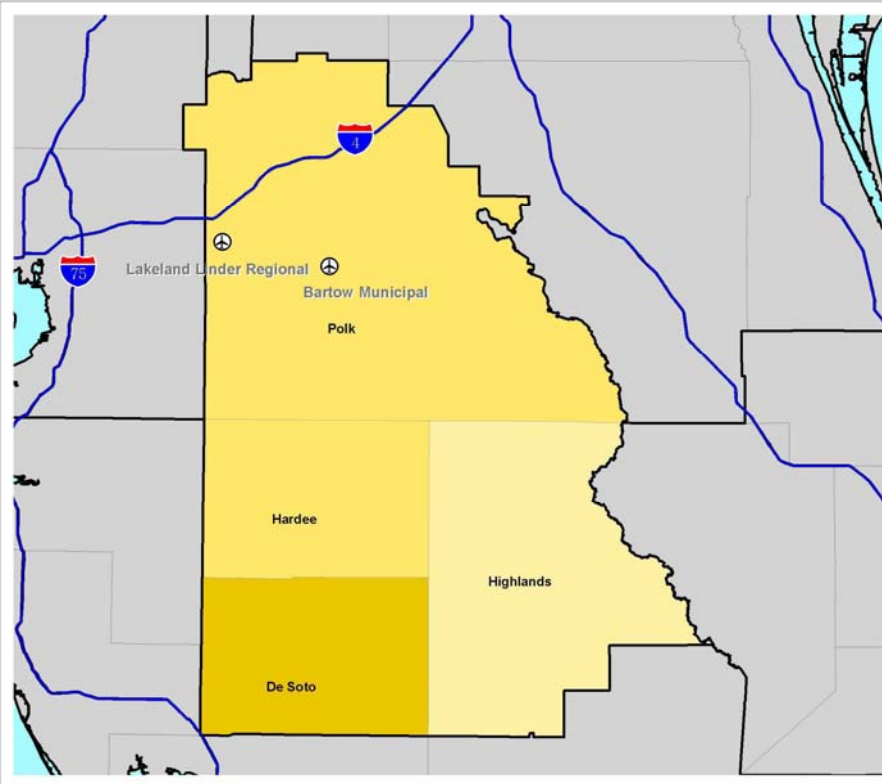 4
75
Lakeland Linder Regional
Bartow Municipal
Polk
Hardee
Highlands
De Soto